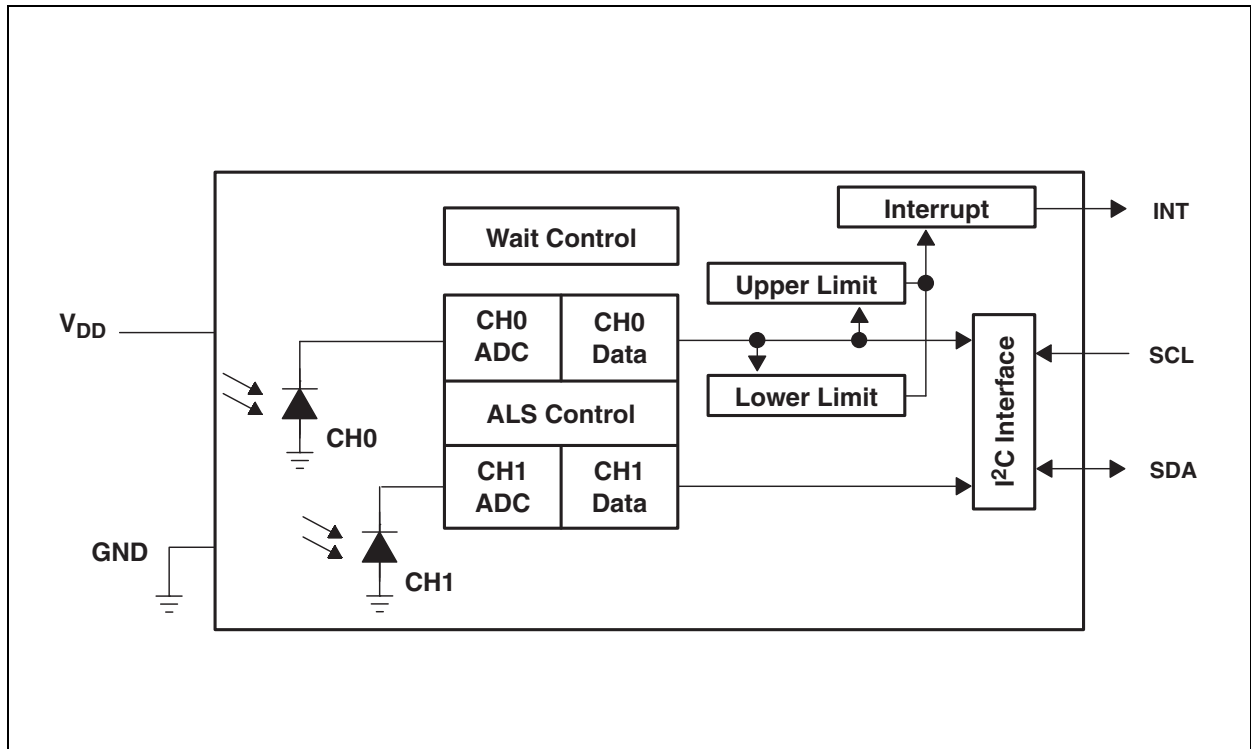 Interrupt
INT
Wait Control
Upper Limit
V_DD
CH0
ADC
CH0
Data
SCL
Lower Limit
ALS Control
CH0
I²C Interface
CH1
ADC
CH1
Data
SDA
GND
CH1